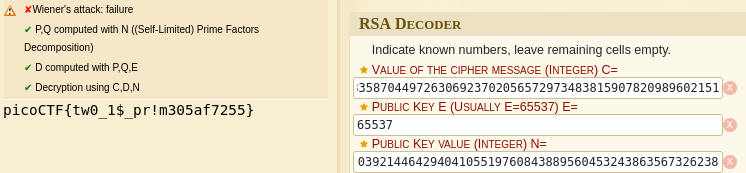 ✘Wiener's attack: failure
✔ P,Q computed with N ((Self-Limited) Prime Factors
Decomposition)
✔ D computed with P,Q,E
✔ Decryption using C,D,N
picoCTF{tw0_1$_pr!m305af7255}
RSA DECODER
Indicate known numbers, leave remaining cells empty.
★ VALUE OF THE CIPHER MESSAGE (INTEGER) C=
35870449726306923702056572973483815907820989602151 X
★ PUBLIC KEY E (USUALLY E=65537) E=
65537 X
★ PUBLIC KEY VALUE (INTEGER) N=
039214464294041055197608438895604532438635673262​38 X